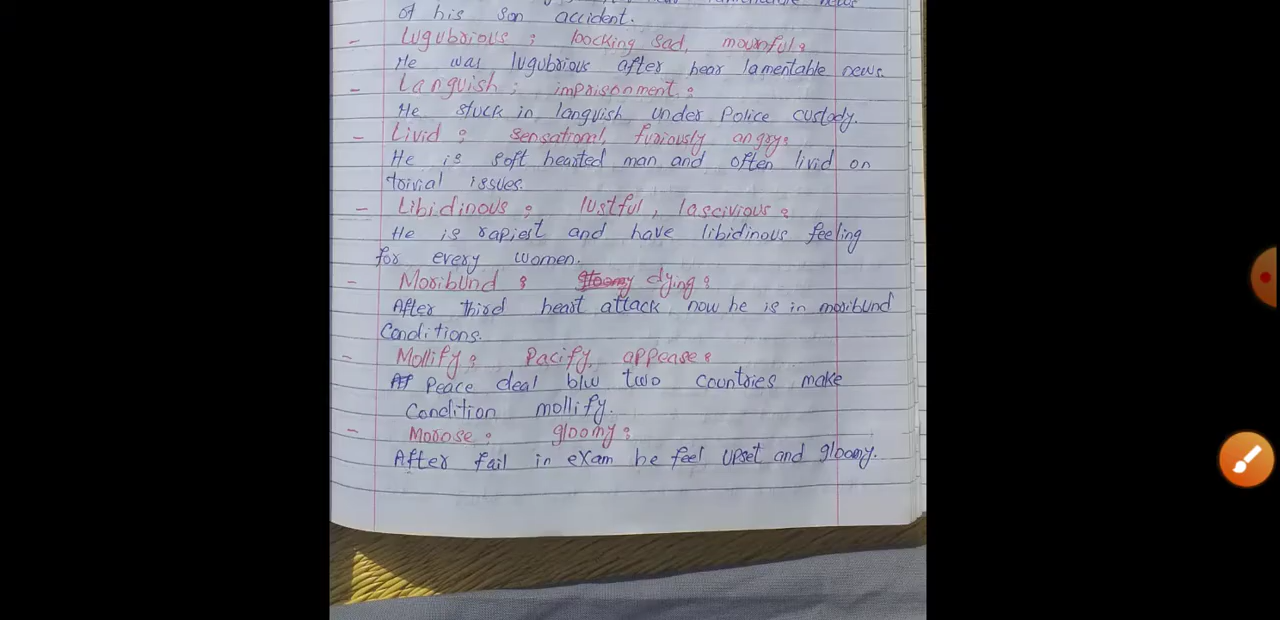 of his son accident.
- Lugubrious ; loocking sad, mournful ;
He was lugubrious after hear lamentable news.
- Languish ; imprisonment ;
He stuck in languish under Police custody.
- Livid ; sensational, furiously angry ;
He is soft hearted man and often livid on
trivial issues.
- Libidinous ; lustful, lascivious ;
He is rapiest and have libidinous feeling
for every women.
- Moribund ; dying ;
After third heart attack now he is in moribund
Conditions.
- Mollify ; Pacify, appease ;
Peace deal b/w two countries make
Condition mollify.
- Morose ; gloomy ;
After fail in exam he feel upset and gloomy.